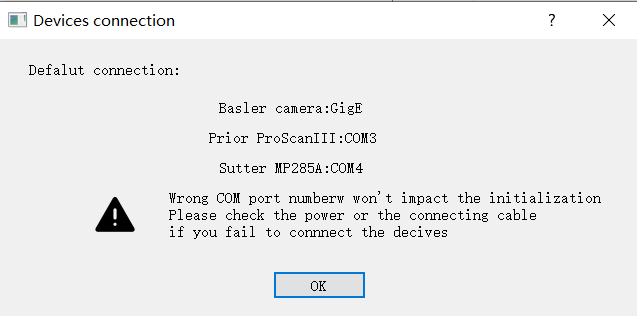 Devices connection
Defalut connection:
Basler camera:GigE
Prior ProScanIII:COM3
Sutter MP285A:COM4
Wrong COM port numberw won't impact the initialization
Please check the power or the connecting cable
if you fail to connnect the decives
OK